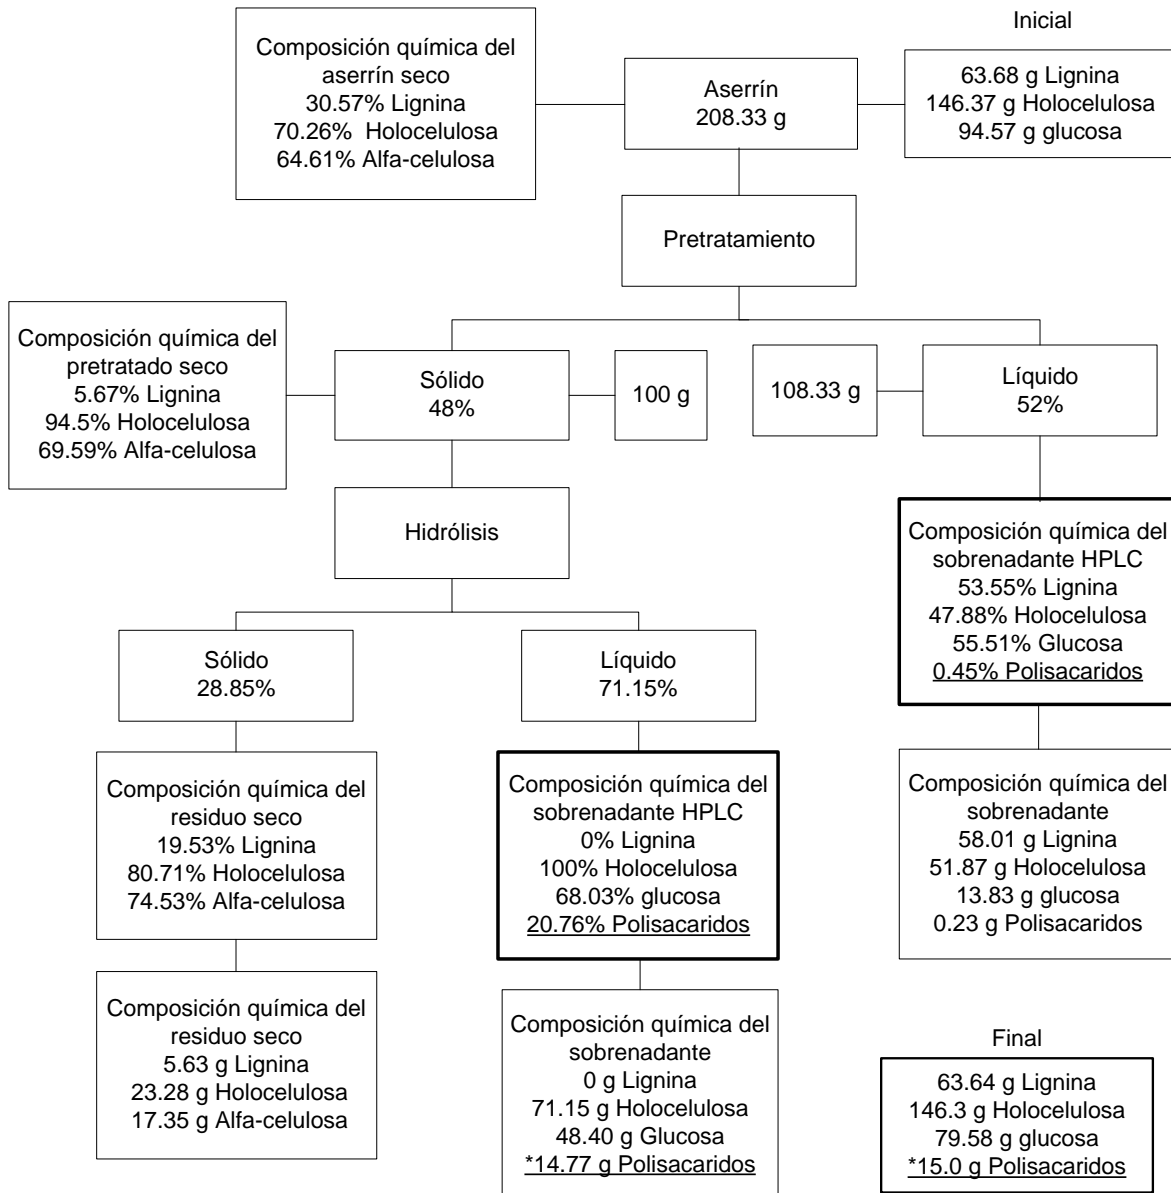 Inicial
Composición química del
aserrín seco
30.57% Lignina
70.26% Holocelulosa
64.61% Alfa-celulosa
Aserrín
208.33 g
63.68 g Lignina
146.37 g Holocelulosa
94.57 g glucosa
Pretratamiento
Composición química del
pretratado seco
5.67% Lignina
94.5% Holocelulosa
69.59% Alfa-celulosa
Sólido
48%
100 g
108.33 g
Líquido
52%
Hidrólisis
Composición química del
sobrenadante HPLC
53.55% Lignina
47.88% Holocelulosa
55.51% Glucosa
0.45% Polisacaridos
Sólido
28.85%
Líquido
71.15%
Composición química del
residuo seco
19.53% Lignina
80.71% Holocelulosa
74.53% Alfa-celulosa
Composición química del
sobrenadante HPLC
0% Lignina
100% Holocelulosa
68.03% glucosa
20.76% Polisacaridos
Composición química del
sobrenadante
58.01 g Lignina
51.87 g Holocelulosa
13.83 g glucosa
0.23 g Polisacaridos
Composición química del
residuo seco
5.63 g Lignina
23.28 g Holocelulosa
17.35 g Alfa-celulosa
Composición química del
sobrenadante
0 g Lignina
71.15 g Holocelulosa
48.40 g Glucosa
*14.77 g Polisacaridos
Final
63.64 g Lignina
146.3 g Holocelulosa
79.58 g glucosa
*15.0 g Polisacaridos